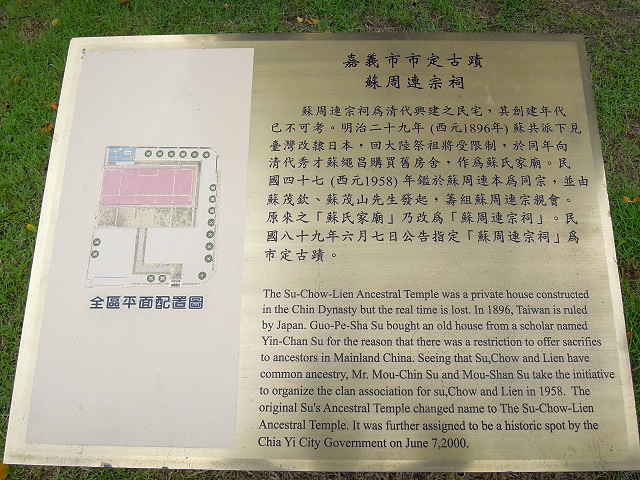 嘉義市市定古蹟
蘇周連宗祠
蘇周連宗祠為清代興建之民宅，其創建年代
已不可考。明治二十九年 (西元1896年) 蘇共派下見
臺灣改隸日本，回大陸祭祖將受限制，於同年向
清代秀才蘇繩昌購買舊房舍，作為蘇氏家廟。民
國四十七 (西元1958) 年鑑於蘇周連本為同宗，並由
蘇茂欽、蘇茂山先生發起，籌組蘇周連宗親會。
原來之「蘇氏家廟」乃改為「蘇周連宗祠」。民
國八十九年六月七日公告指定「蘇周連宗祠」為
市定古蹟。
全區平面配置圖
The Su-Chow-Lien Ancestral Temple was a private house constructed
in the Chin Dynasty but the real time is lost. In 1896, Taiwan is ruled
by Japan. Guo-Pe-Sha Su bought an old house from a scholar named
Yin-Chan Su for the reason that there was a restriction to offer sacrifies
to ancestors in Mainland China. Seeing that Su,Chow and Lien have
common ancestry, Mr. Mou-Chin Su and Mou-Shan Su take the initiative
to organize the clan association for su,Chow and Lien in 1958. The
original Su's Ancestral Temple changed name to The Su-Chow-Lien
Ancestral Temple. It was further assigned to be a historic spot by the
Chia Yi City Government on June 7,2000.